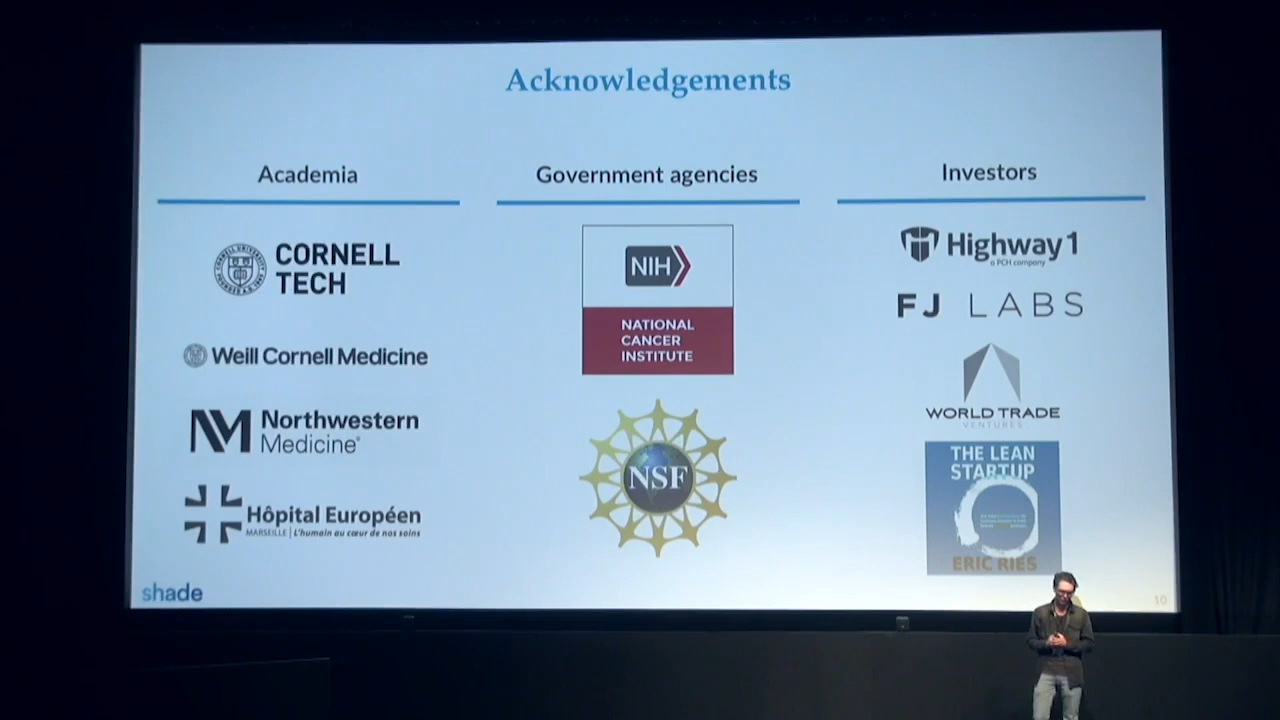 Acknowledgements
Academia
CORNELL
TECH
Weill Cornell Medicine
Northwestern
Medicine®
Hôpital Européen
MARSEILLE | L'humain au cœur de nos soins
Government agencies
NIH
NATIONAL
CANCER
INSTITUTE
NSF
Investors
Highway1
a PCH company
FJ LABS
WORLD TRADE
VENTURES
THE LEAN
STARTUP
ERIC RIES
shade
10